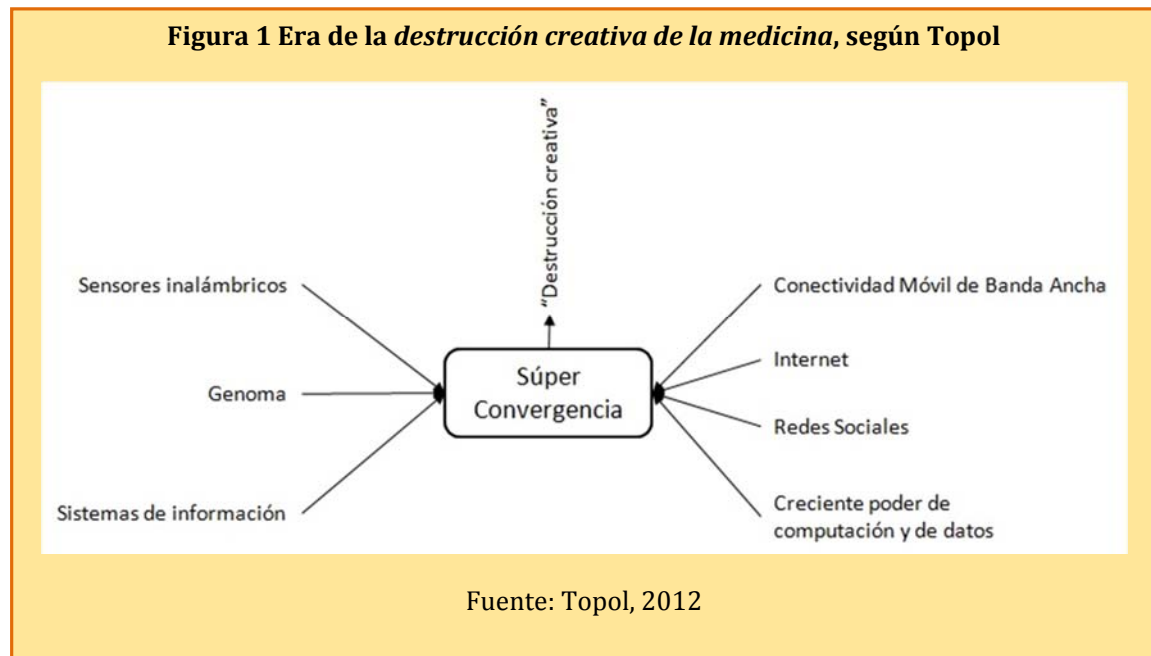 Figura 1 Era de la destrucción creativa de la medicina, según Topol
“Destrucción creativa”
Sensores inalámbricos
Genoma
Sistemas de información
Súper
Convergencia
Conectividad Móvil de Banda Ancha
Internet
Redes Sociales
Creciente poder de
computación y de datos
Fuente: Topol, 2012